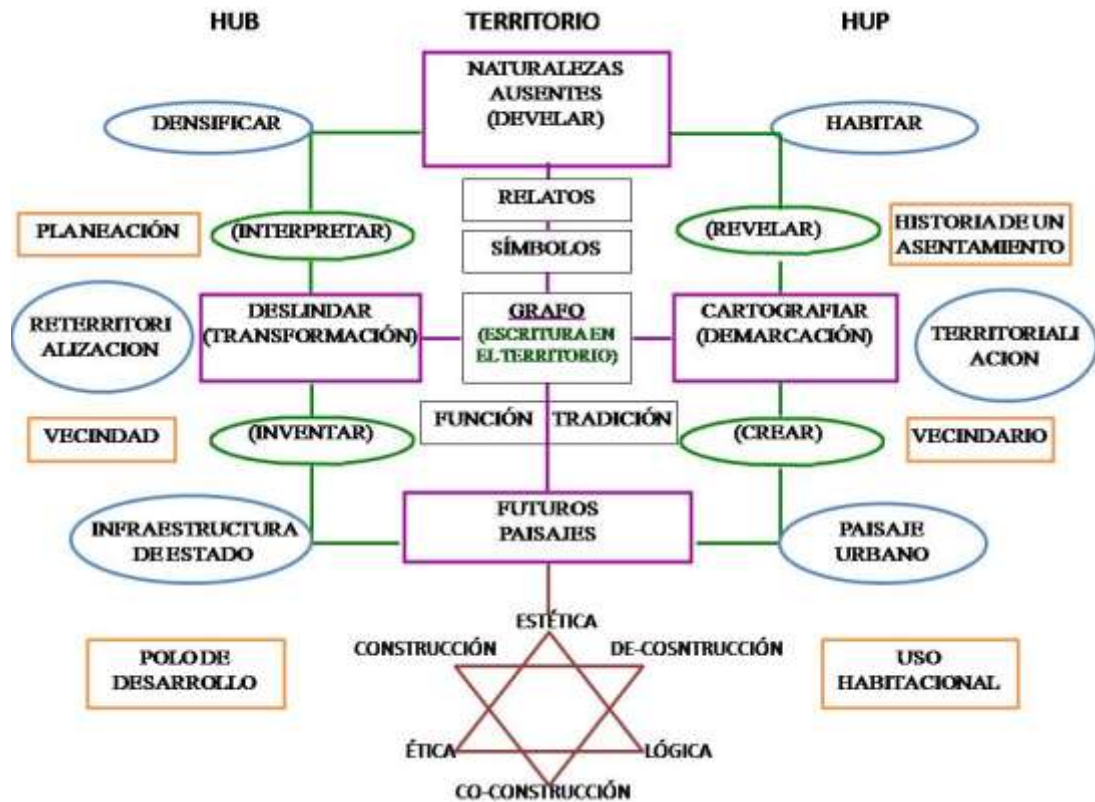 HUB TERRITORIO HUP
NATURALEZAS
AUSENTES
(DEVELAR)
DENSIFICAR
HABITAR
RELATOS
PLANEACIÓN
(INTERPRETAR)
SÍMBOLOS
(REVELAR)
HISTORIA DE UN
ASENTAMIENTO
RETERRITORI
ALIZACION
DESLINDAR
(TRANSFORMACIÓN)
GRAFO
(ESCRITURA EN
EL TERRITORIO)
CARTOGRAFIAR
(DEMARCACIÓN)
TERRITORIALI
ACION
VECINDAD
(INVENTAR)
FUNCIÓN
TRADICIÓN
(CREAR)
VECINDARIO
INFRAESTRUCTURA
DE ESTADO
FUTUROS
PAISAJES
PAISAJE
URBANO
ESTÉTICA
CONSTRUCCIÓN
DE-COSNTRUCCIÓN
POLO DE
DESARROLLO
USO
HABITACIONAL
ÉTICA
LÓGICA
CO-CONSTRUCCIÓN